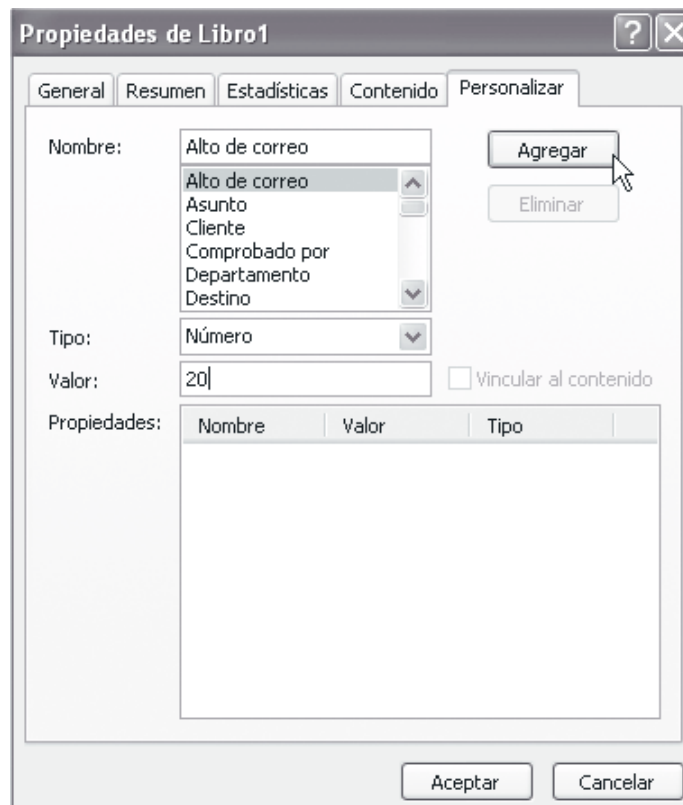 Propiedades de Libro1
General Resumen Estadísticas Contenido Personalizar
Nombre: Alto de correo Agregar
Alto de correo
Asunto Eliminar
Cliente
Comprobado por
Departamento
Destino
Tipo: Número
Valor: 20 Vincular al contenido
Propiedades: Nombre Valor Tipo
Aceptar Cancelar